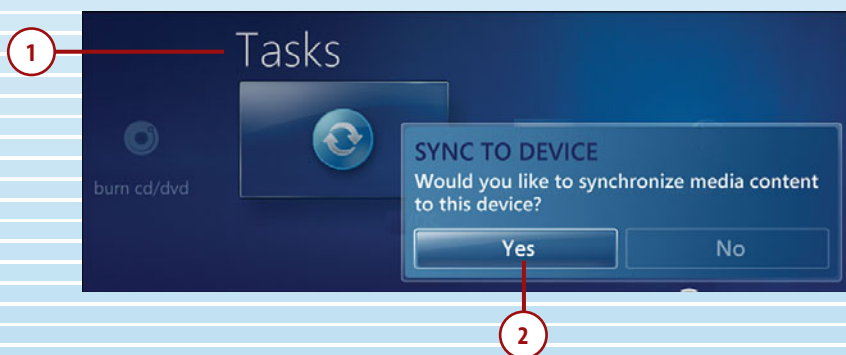 1
Tasks
burn cd/dvd
SYNC TO DEVICE
Would you like to synchronize media content
to this device?
Yes
No
2